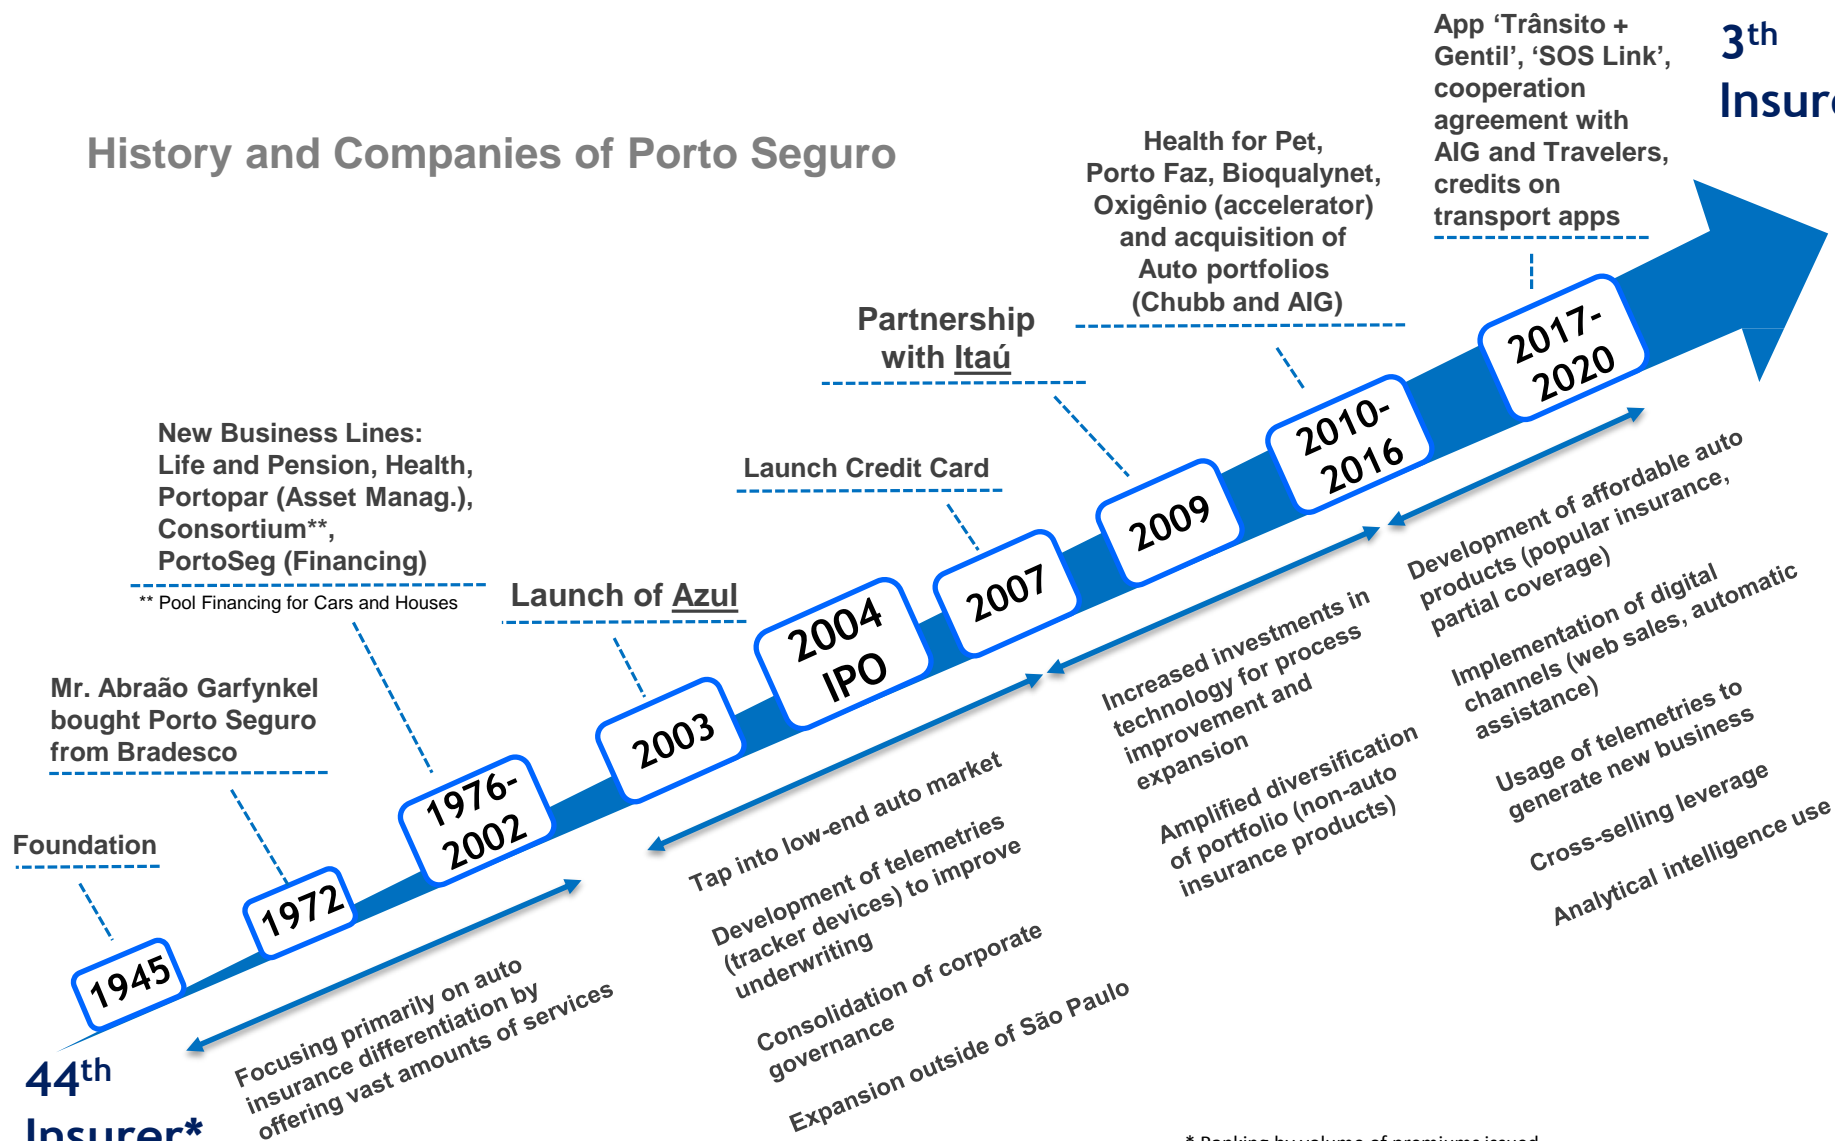 History and Companies of Porto Seguro
App ‘Trânsito +
Gentil’, ‘SOS Link’,
cooperation
agreement with
AIG and Travelers,
credits on
transport apps
3th
Health for Pet,
Porto Faz, Bioqualynet,
Oxigênio (accelerator)
and acquisition of
Auto portfolios
(Chubb and AIG)
Partnership
with Itaú
Launch Credit Card
New Business Lines:
Life and Pension, Health,
Portopar (Asset Manag.),
Consortium**,
PortoSeg (Financing)
** Pool Financing for Cars and Houses
Launch of Azul
Mr. Abraão Garfynkel
bought Porto Seguro
from Bradesco
Foundation
1945
1972
1976-
2002
2003
2004
IPO
2007
2009
2010-
2016
2017-
2020
44th
Insurer*
Focusing primarily on auto
insurance differentiation by
offering vast amounts of services
Tap into low-end auto market
Development of telemetries
(tracker devices) to improve
underwriting
Consolidation of corporate
governance
Expansion outside of São Paulo
Increased investments in
technology for process
improvement and
expansion
Amplified diversification
of portfolio (non-auto
insurance products)
Development of affordable auto
products (popular insurance,
partial coverage)
Implementation of digital
channels (web sales, automatic
assistance)
Usage of telemetries to
generate new business
Cross-selling leverage
Analytical intelligence use
* Ranking by volume of premiums issued